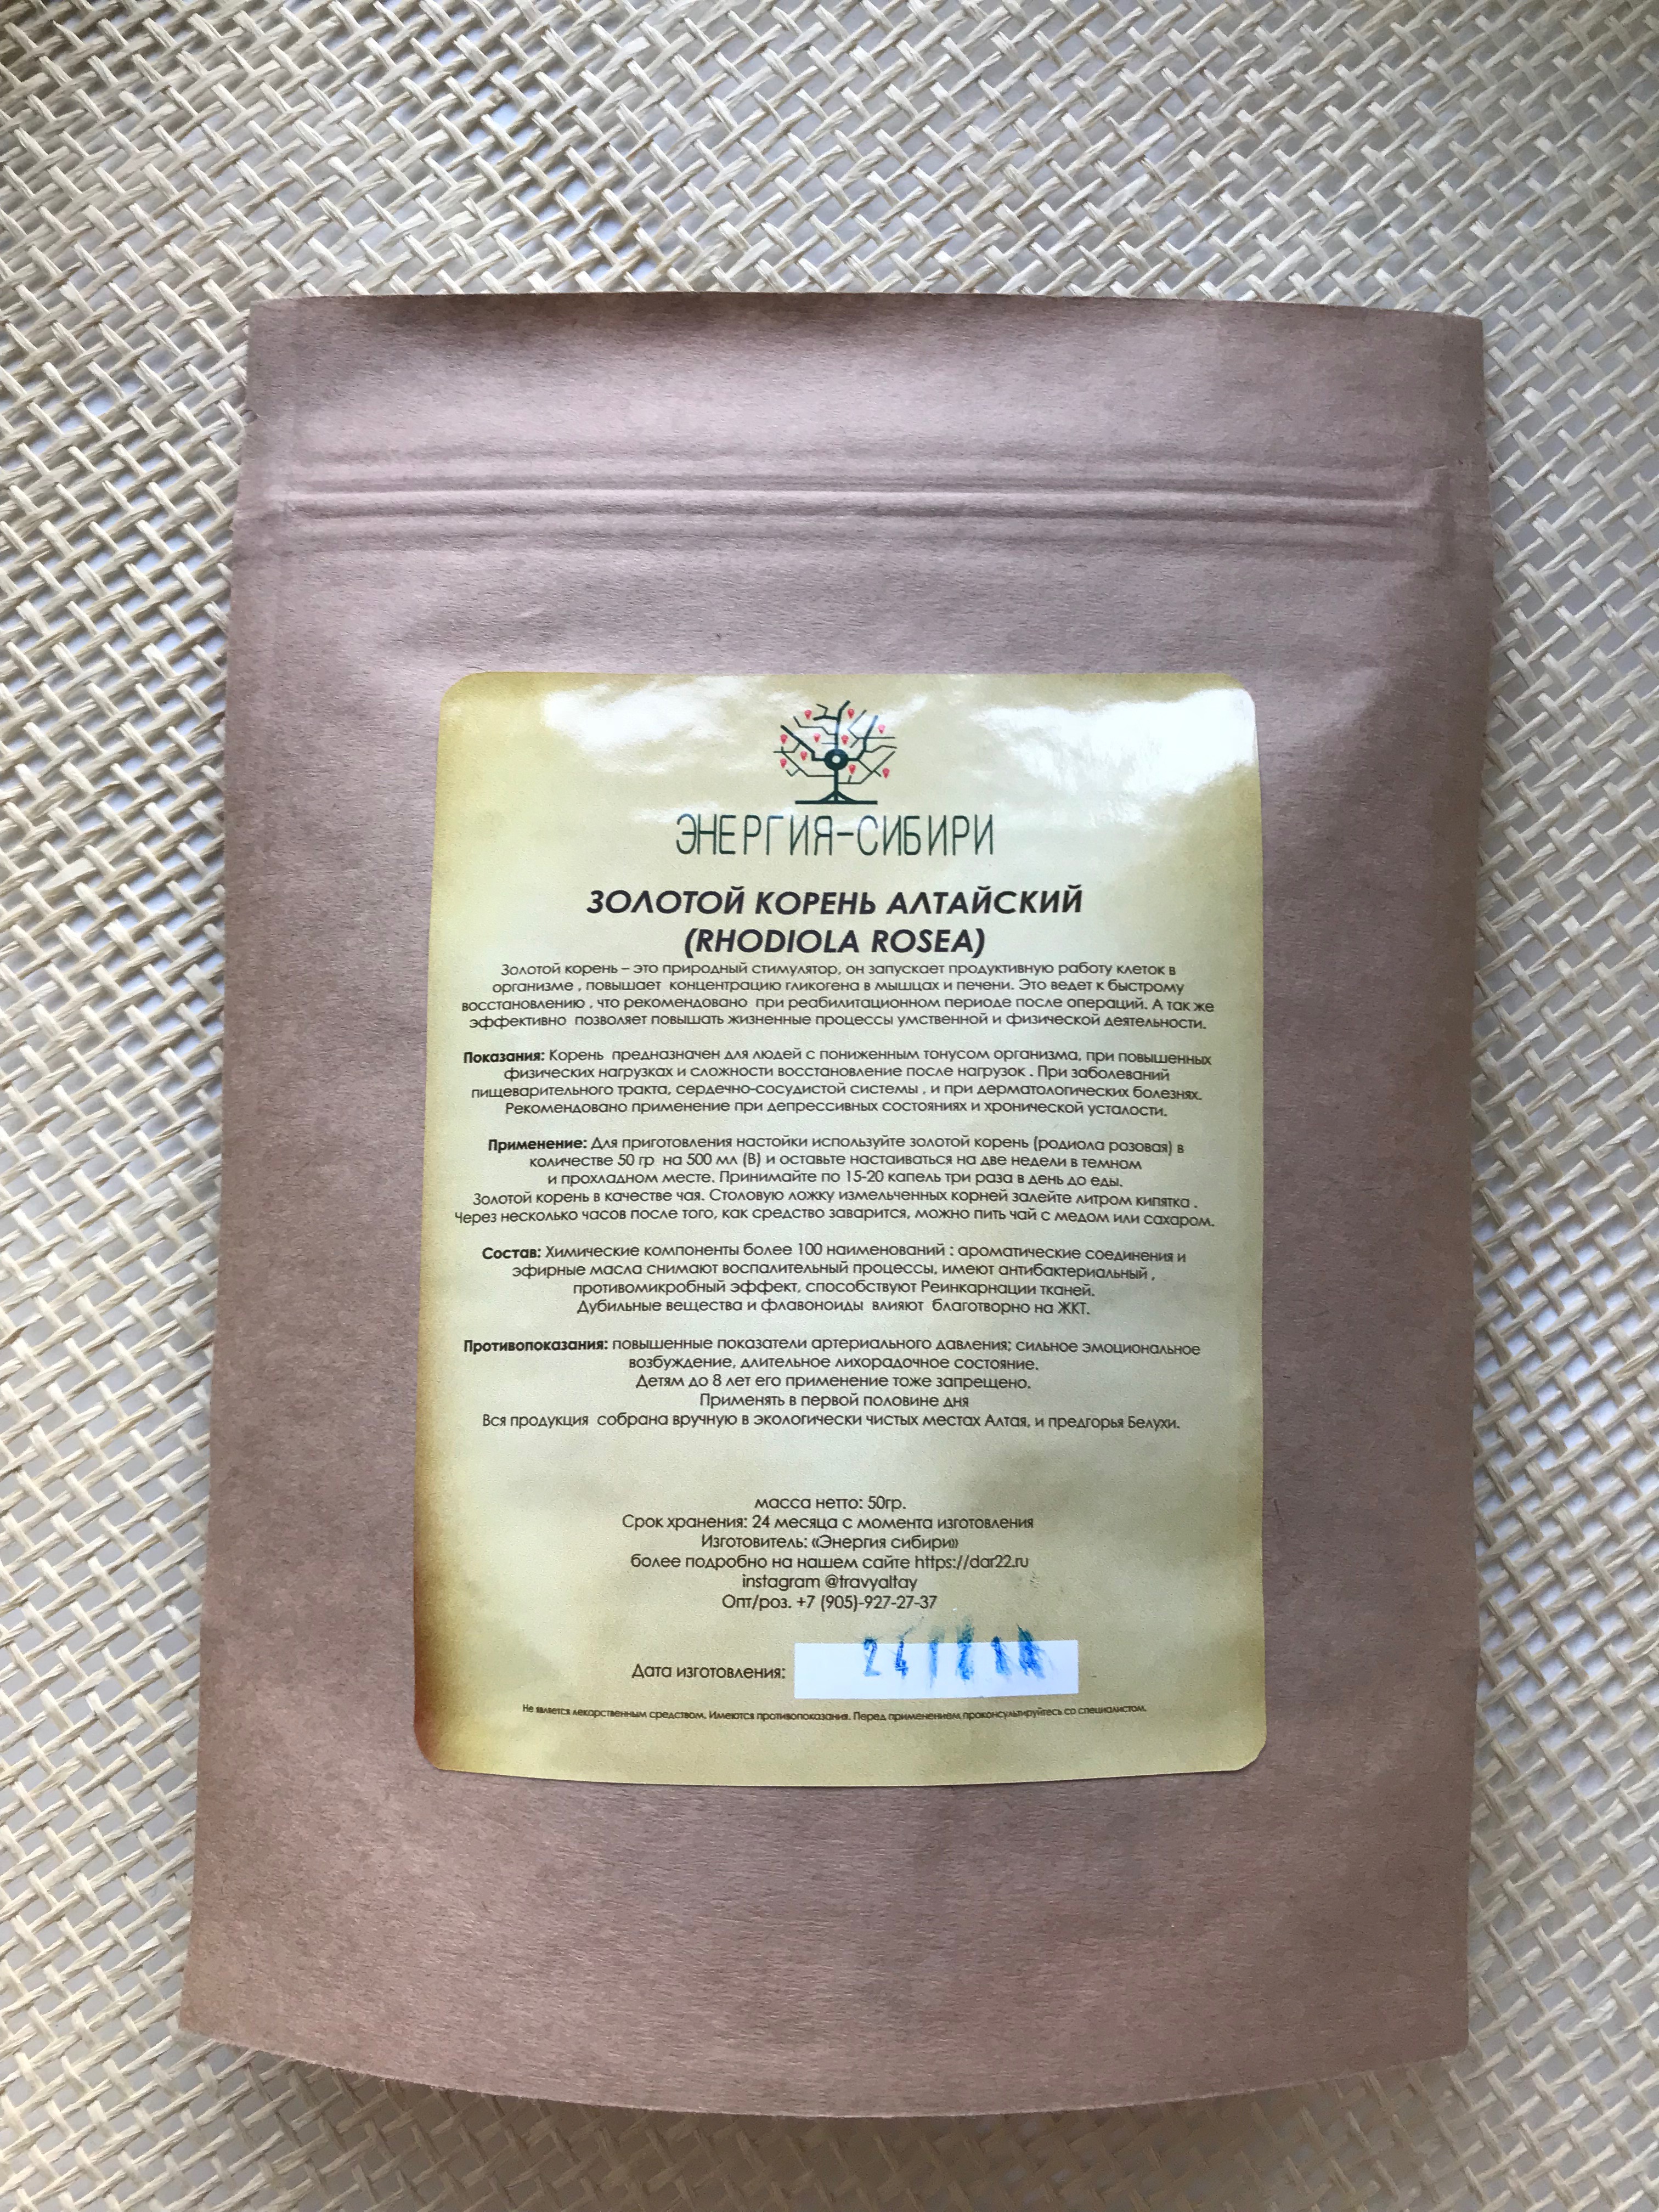 ЭНЕРГИЯ-СИБИРИ
ЗОЛОТОЙ КОРЕНЬ АЛТАЙСКИЙ
(RHODIOLA ROSEA)
Золотой корень – это природный стимулятор, он запускает продуктивную работу клеток в
организме , повышает концентрацию гликогена в мышцах и печени. Это ведет к быстрому
восстановлению , что рекомендовано при реабилитационном периоде после операций. А так же
эффективно позволяет повышать жизненные процессы умственной и физической деятельности.
Показания: Корень предназначен для людей с пониженным тонусом организма, при повышенных
физических нагрузках и сложности восстановление после нагрузок . При заболеваний
пищеварительного тракта, сердечно-сосудистой системы , и при дерматологических болезнях.
Рекомендовано применение при депрессивных состояниях и хронической усталости.
Применение: Для приготовления настойки используйте золотой корень (родиола розовая) в
количестве 50 гр на 500 мл (В) и оставьте настаиваться на две недели в темном
и прохладном месте. Принимайте по 15-20 капель три раза в день до еды.
Золотой корень в качестве чая. Столовую ложку измельченных корней залейте литром кипятка .
Через несколько часов после того, как средство заварится, можно пить чай с медом или сахаром.
Состав: Химические компоненты более 100 наименований : ароматические соединения и
эфирные масла снимают воспалительный процессы, имеют антибактериальный ,
противомикробный эффект, способствуют Реинкарнации тканей.
Дубильные вещества и флавоноиды влияют благотворно на ЖКТ.
Противопоказания: повышенные показатели артериального давления; сильное эмоциональное
возбуждение, длительное лихорадочное состояние.
Детям до 8 лет его применение тоже запрещено.
Применять в первой половине дня
Вся продукция собрана вручную в экологически чистых местах Алтая, и предгорья Белухи.
масса нетто: 50гр.
Срок хранения: 24 месяца с момента изготовления
Изготовитель: «Энергия сибири»
более подробно на нашем сайте https://dar22.ru
instagram @travyaltay
Опт/роз. +7 (905)-927-27-37
Дата изготовления:
Не является лекарственным средством. Имеются противопоказания. Перед применением проконсультируйтесь со специалистом.